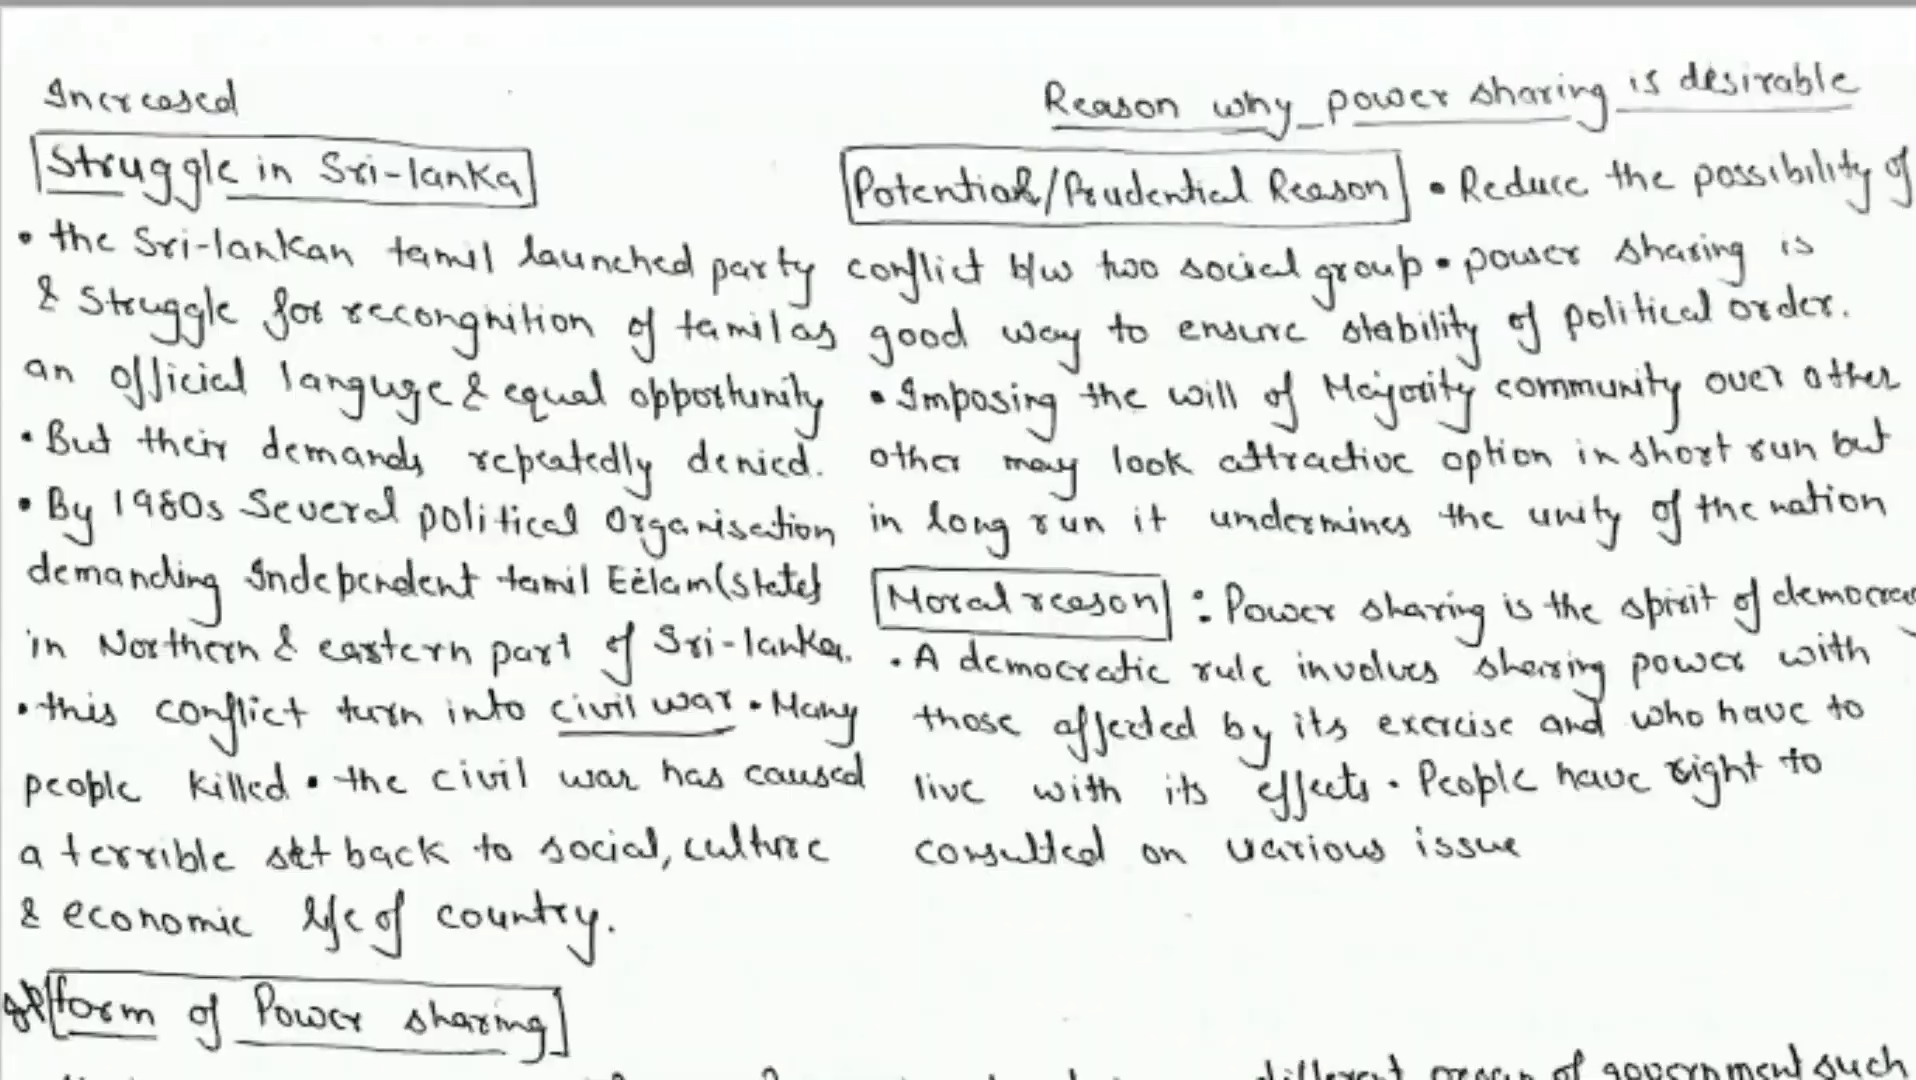 Increased
Struggle in Sri-lanka
• the Sri-lankan tamil launched party
& Struggle for recongnition of tamil as
an official languge & equal opportunity
• But their demands repeatedly denied.
• By 1980s Several political Organisation
demanding Independent tamil Eelam (state)
in Northern & eastern part of Sri-lanka.
• this conflict turn into civil war • Many
people killed • the civil war has caused
a terrible set back to social, culture
& economic life of country.
form of Power sharing
Reason why power sharing is desirable
Potential/Prudential Reason • Reduce the possibility of
conflict b/w two social group • power sharing is
good way to ensure stability of political order.
• Imposing the will of Majority community over other
other may look attractive option in short run but
in long run it undermines the unity of the nation
Moral reason : Power sharing is the spirit of democracy
• A democratic rule involves sharing power with
those affected by its exercise and who have to
live with its effects • People have right to
consulted on various issue
different organ of government such